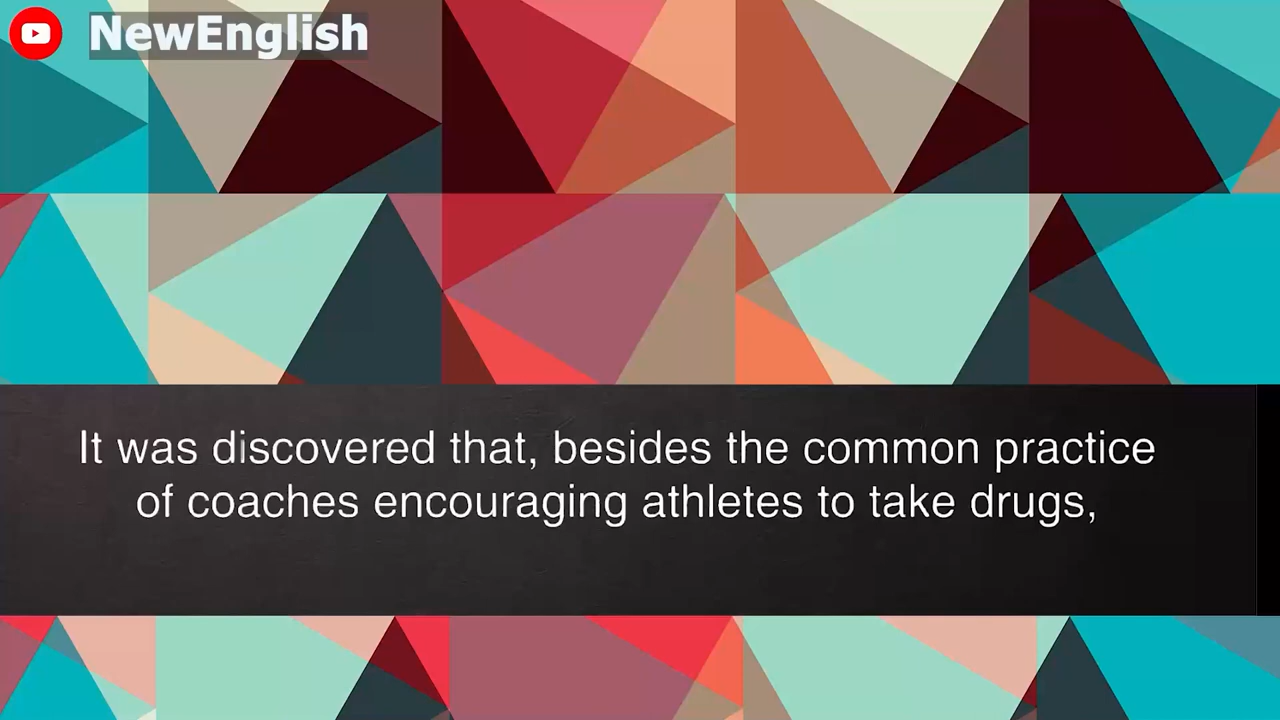 NewEnglish
It was discovered that, besides the common practice
of coaches encouraging athletes to take drugs,